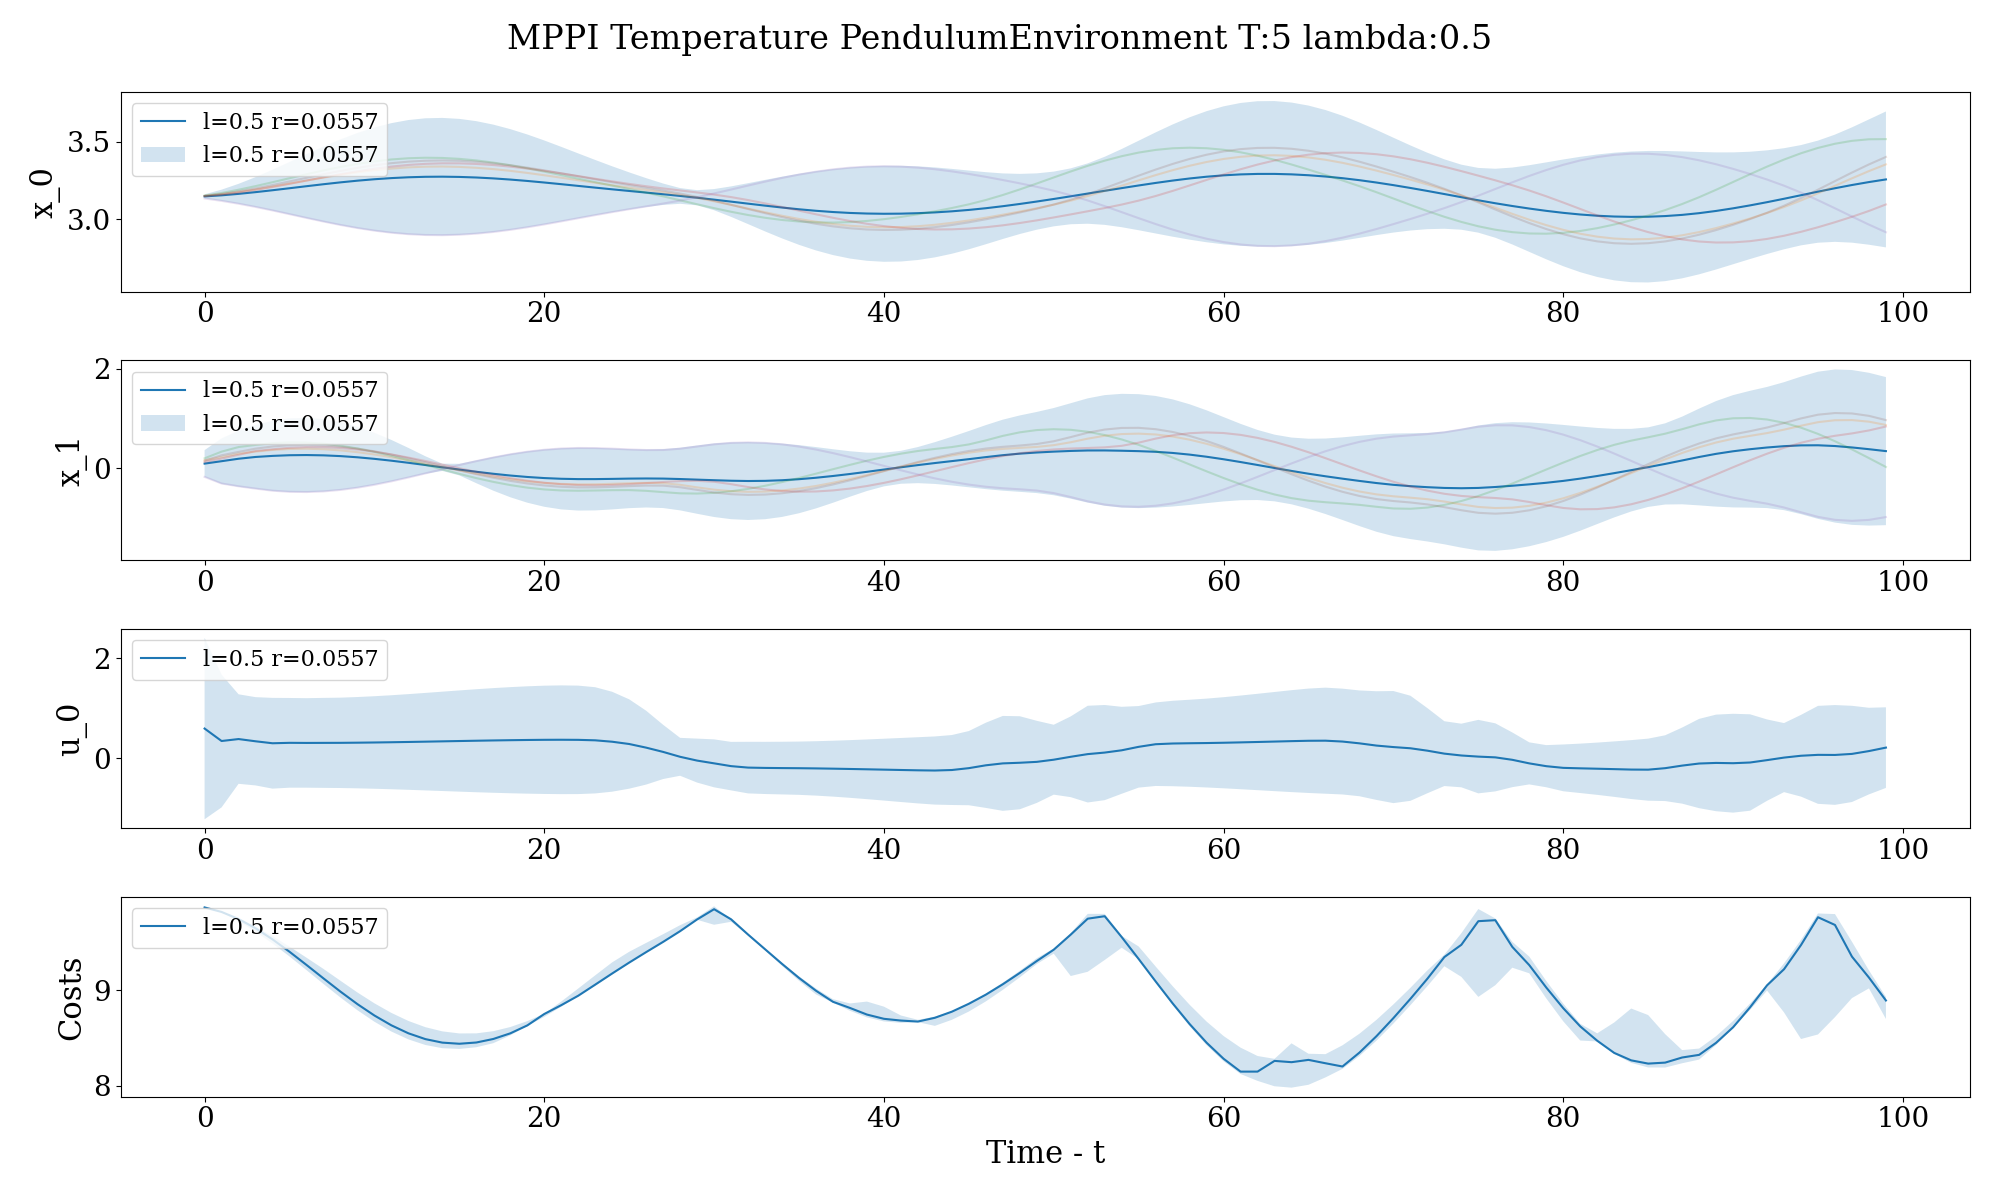 MPPI Temperature PendulumEnvironment T:5 lambda:0.5
x_0
3.5
3.0
l=0.5 r=0.0557
l=0.5 r=0.0557
0 20 40 60 80 100
x_1
2
0
l=0.5 r=0.0557
l=0.5 r=0.0557
0 20 40 60 80 100
u_0
2
0
l=0.5 r=0.0557
0 20 40 60 80 100
Costs
9
8
l=0.5 r=0.0557
0 20 40 60 80 100
Time - t